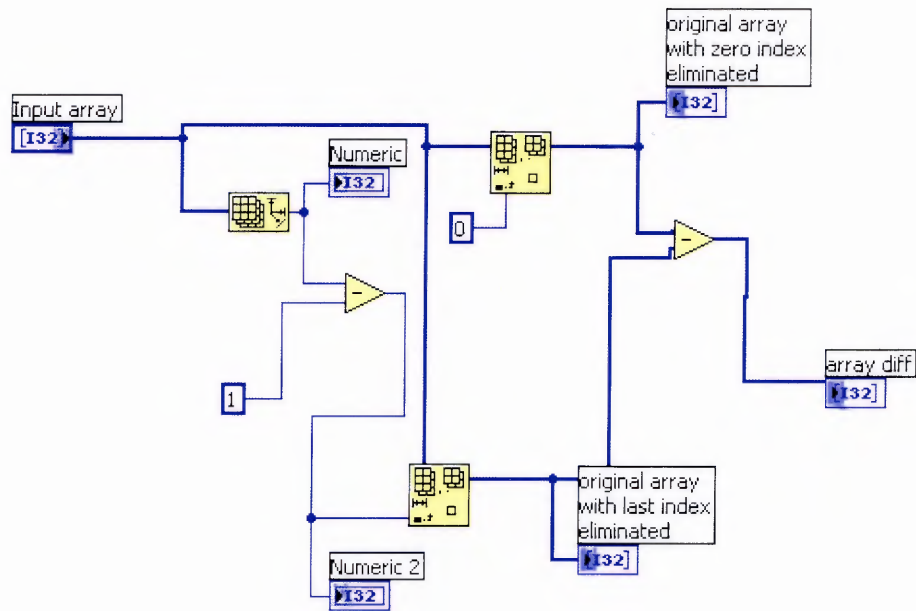 original array
with zero index
eliminated
[I32]
Input array
[I32]
Numeric
I32
0
-
-
1
array diff
[I32]
original array
with last index
eliminated
[I32]
Numeric 2
I32